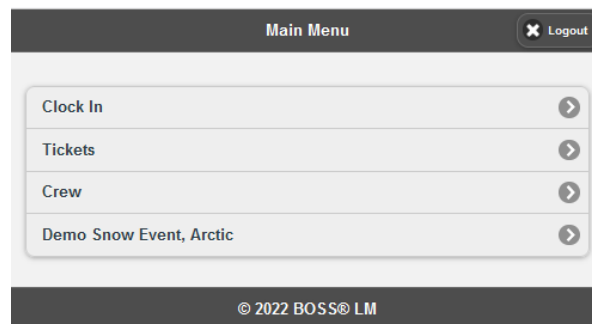 Main Menu
Logout
Clock In
Tickets
Crew
Demo Snow Event, Arctic
© 2022 BOSS® LM